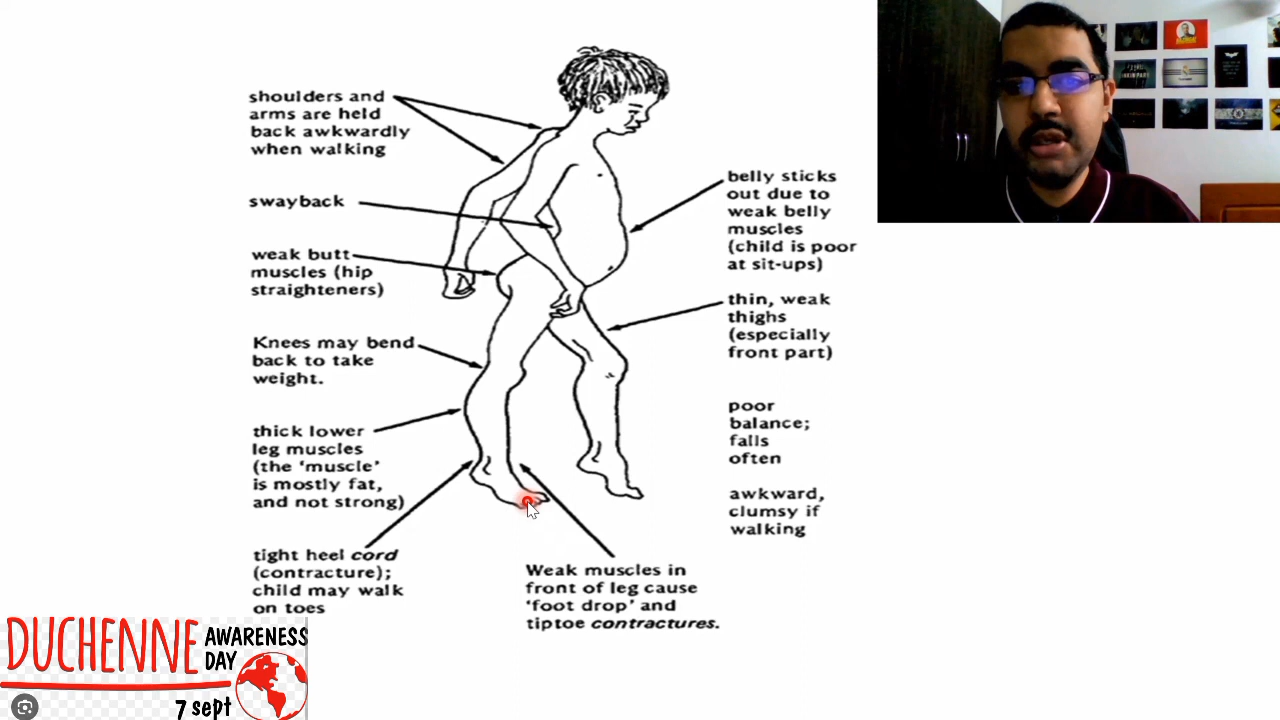 shoulders and
arms are held
back awkwardly
when walking
swayback
weak butt
muscles (hip
straighteners)
Knees may bend
back to take
weight.
thick lower
leg muscles
(the 'muscle'
is mostly fat,
and not strong)
tight heel cord
(contracture);
child may walk
on toes
Weak muscles in
front of leg cause
'foot drop' and
tiptoe contractures.
belly sticks
out due to
weak belly
muscles
(child is poor
at sit-ups)
thin, weak
thighs
(especially
front part)
poor
balance;
falls
often
awkward,
clumsy if
walking
DUCHENNE AWARENESS
DAY
7 sept